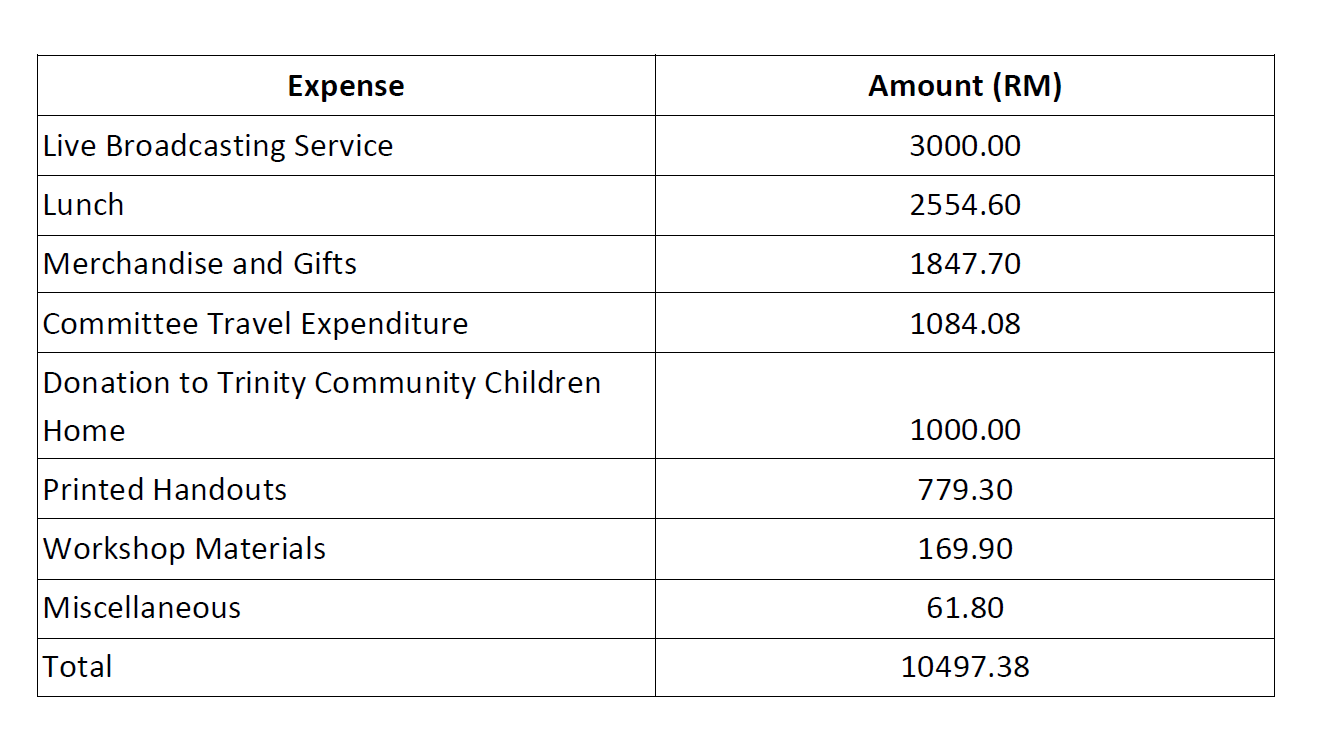 Expense Amount (RM)
Live Broadcasting Service 3000.00
Lunch 2554.60
Merchandise and Gifts 1847.70
Committee Travel Expenditure 1084.08
Donation to Trinity Community Children
Home 1000.00
Printed Handouts 779.30
Workshop Materials 169.90
Miscellaneous 61.80
Total 10497.38